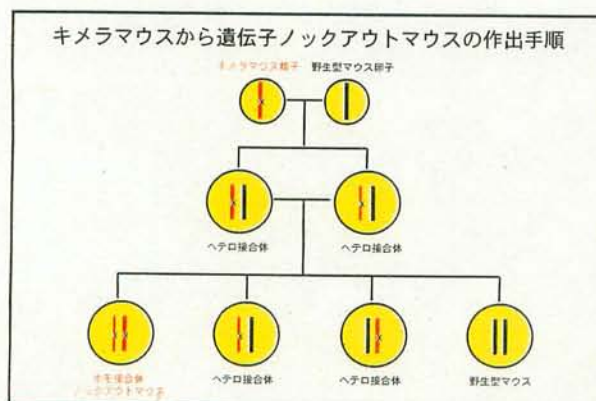 キメラマウスから遺伝子ノックアウトマウスの作出手順
キメラマウス精子 野生型マウス卵子
ヘテロ接合体 ヘテロ接合体
ホモ接合体 ヘテロ接合体 ヘテロ接合体 野生型マウス
ノックアウトマウス